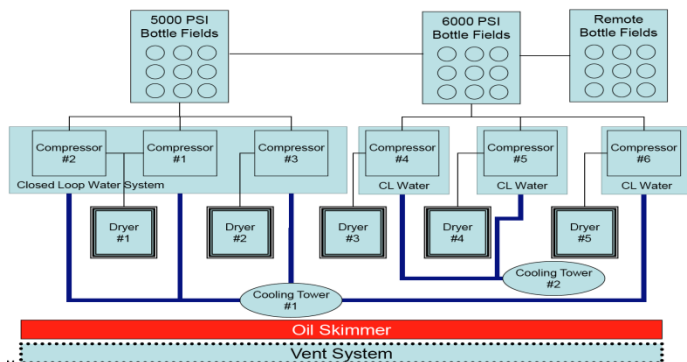 5000 PSI
Bottle Fields
6000 PSI
Bottle Fields
Remote
Bottle Fields
Compressor
#2
Compressor
#1
Compressor
#3
Compressor
#4
Compressor
#5
Compressor
#6
Closed Loop Water System
CL Water
CL Water
CL Water
Dryer
#1
Dryer
#2
Dryer
#3
Dryer
#4
Dryer
#5
Cooling Tower
#1
Cooling Tower
#2
Oil Skimmer
Vent System